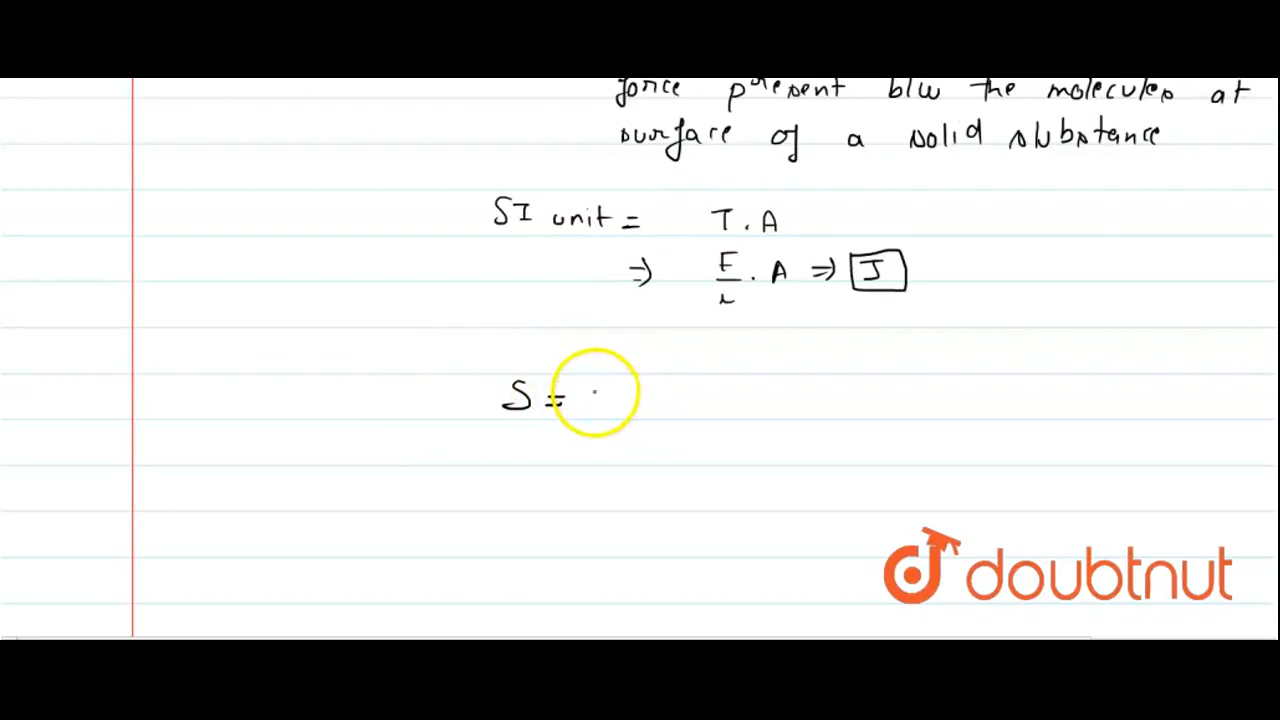 force present b/w the molecules at
surface of a solid substance
SI unit = T . A
⇒ F/l . A ⇒ J
S =
doubtnut